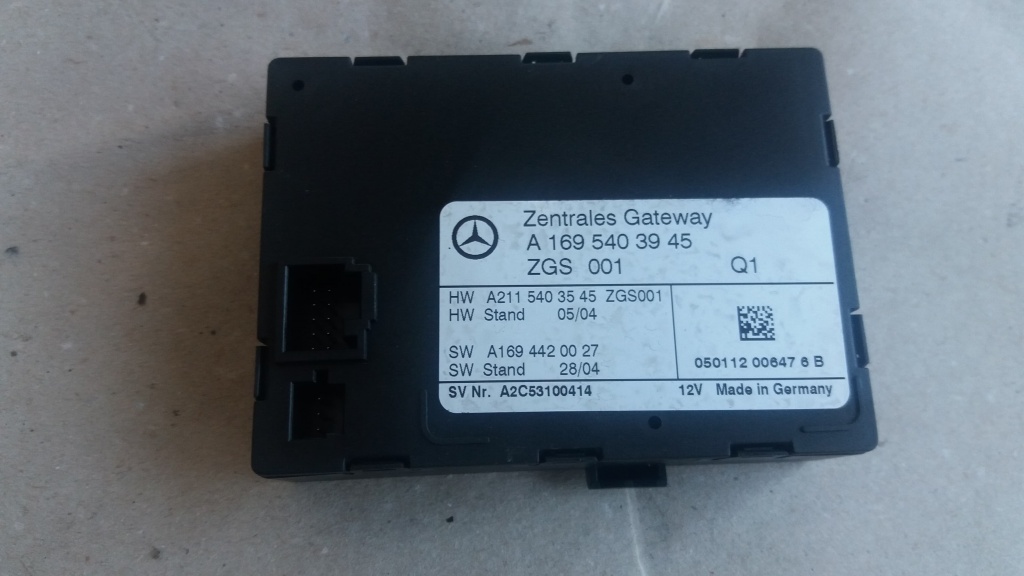 Zentrales Gateway
A 169 540 39 45
ZGS 001 Q1
HW A211 540 35 45 ZGS001
HW Stand 05/04
SW A169 442 00 27
SW Stand 28/04
050112 00647 6 B
SV Nr. A2C53100414 12V Made in Germany